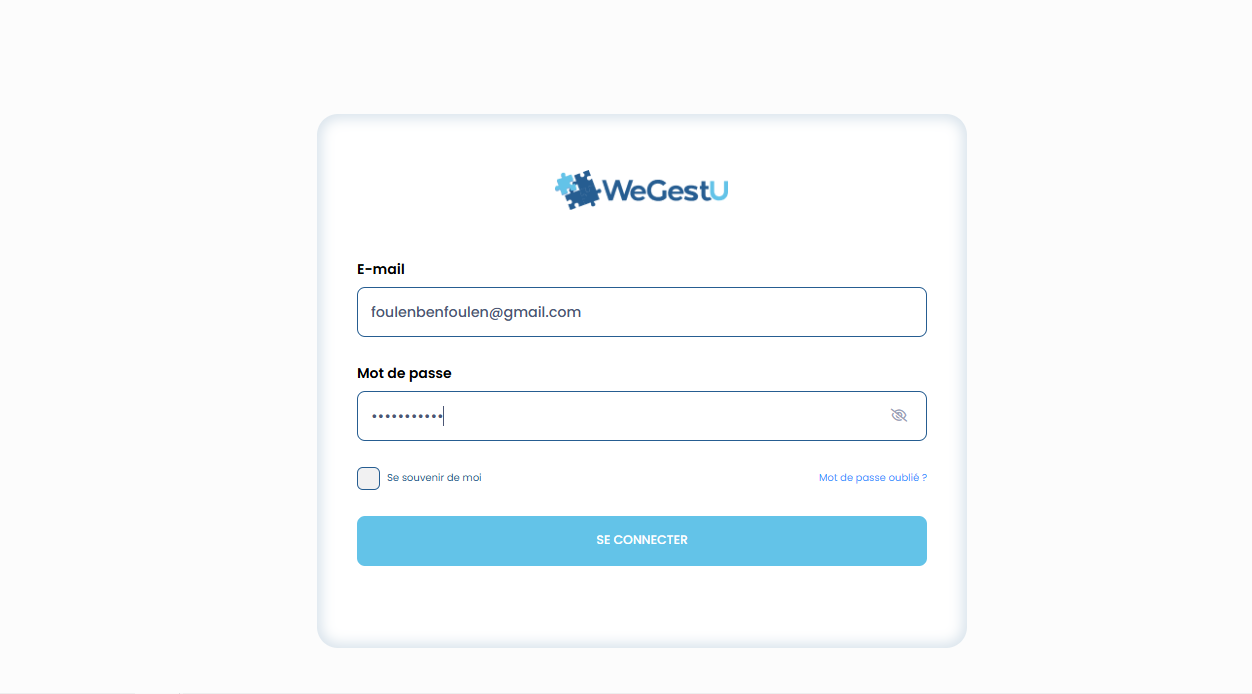 WeGestU
E-mail
foulenbenfoulen@gmail.com
Mot de passe
•••••••••••
Se souvenir de moi
Mot de passe oublié ?
SE CONNECTER